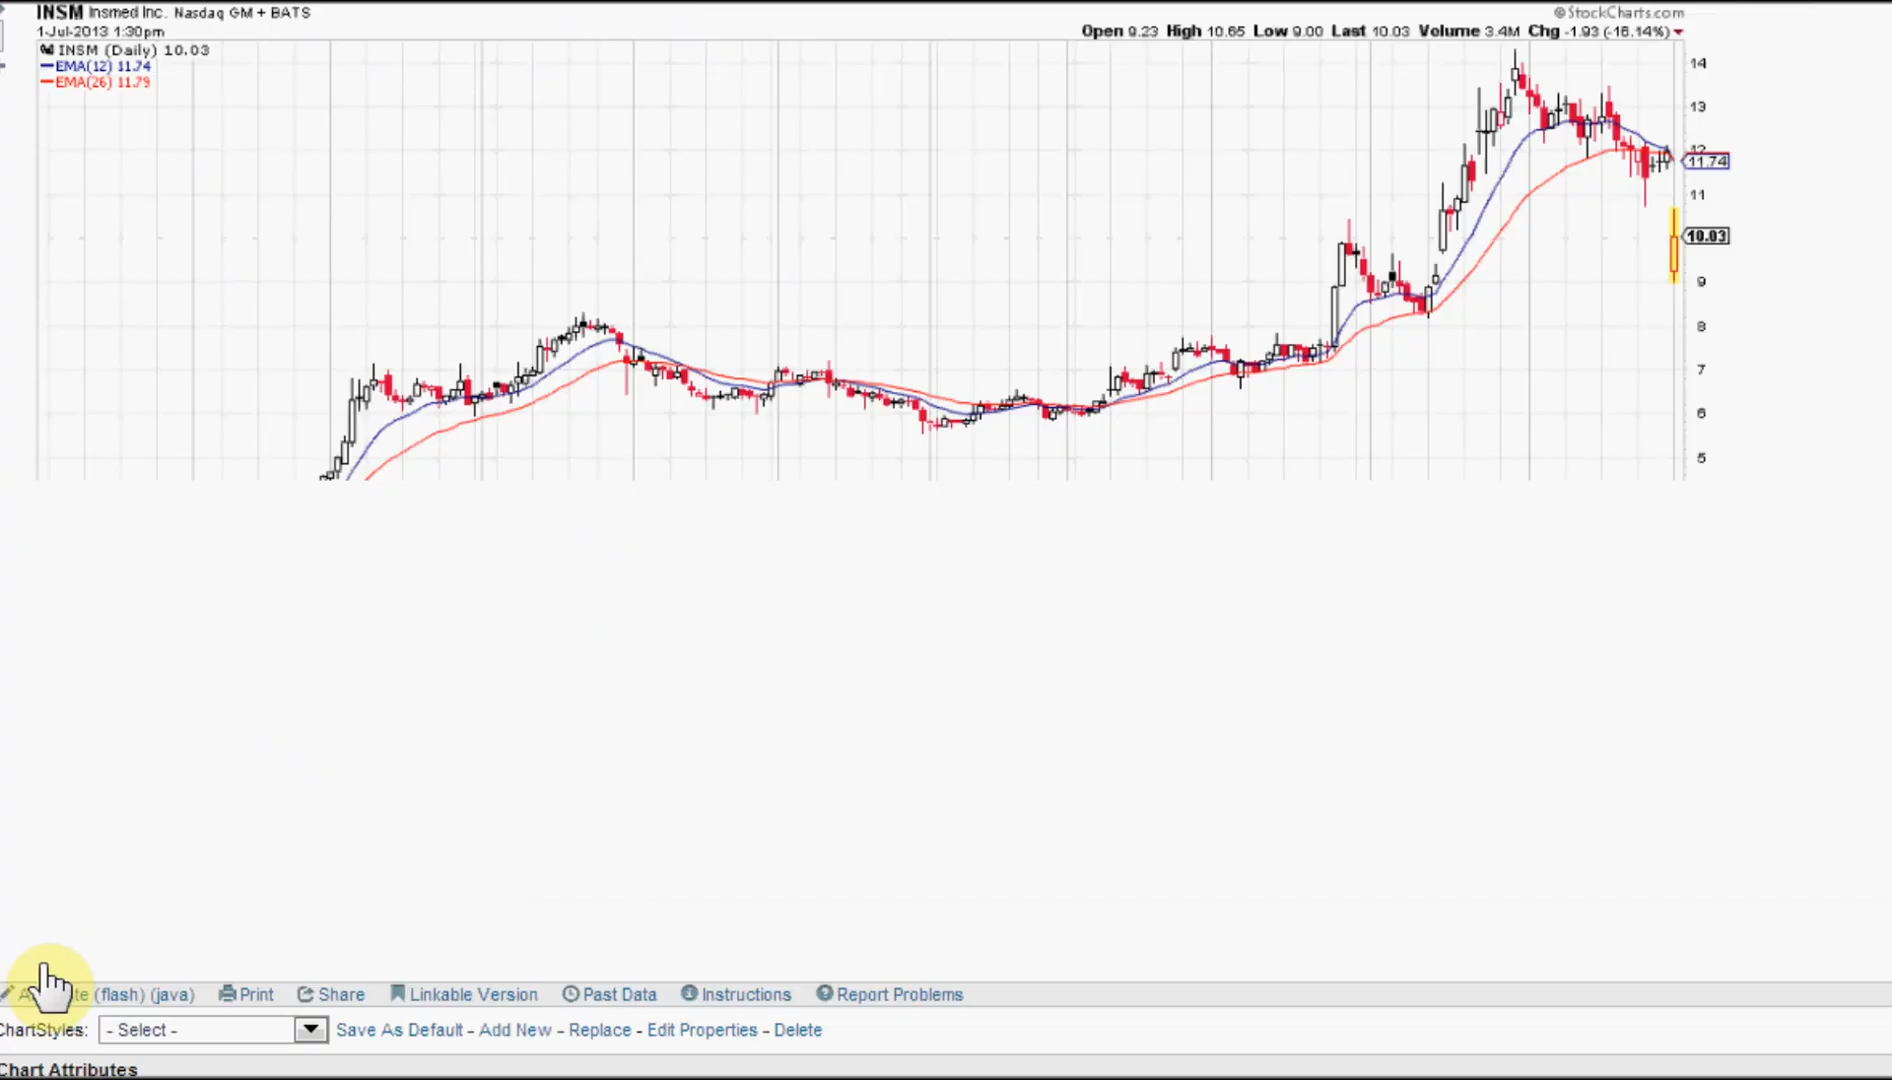 INSM Insmed Inc. Nasdaq GM + BATS
©StockCharts.com
1-Jul-2013 1:30pm
Open 9.23 High 10.65 Low 9.00 Last 10.03 Volume 3.4M Chg -1.93 (-16.14%)
INSM (Daily) 10.03
EMA(12) 11.74
EMA(26) 11.79
14
13
12
11.74
11
10.03
9
8
7
6
5
(flash) (java) Print Share Linkable Version Past Data Instructions Report Problems
ChartStyles: - Select - Save As Default - Add New - Replace - Edit Properties - Delete
Chart Attributes